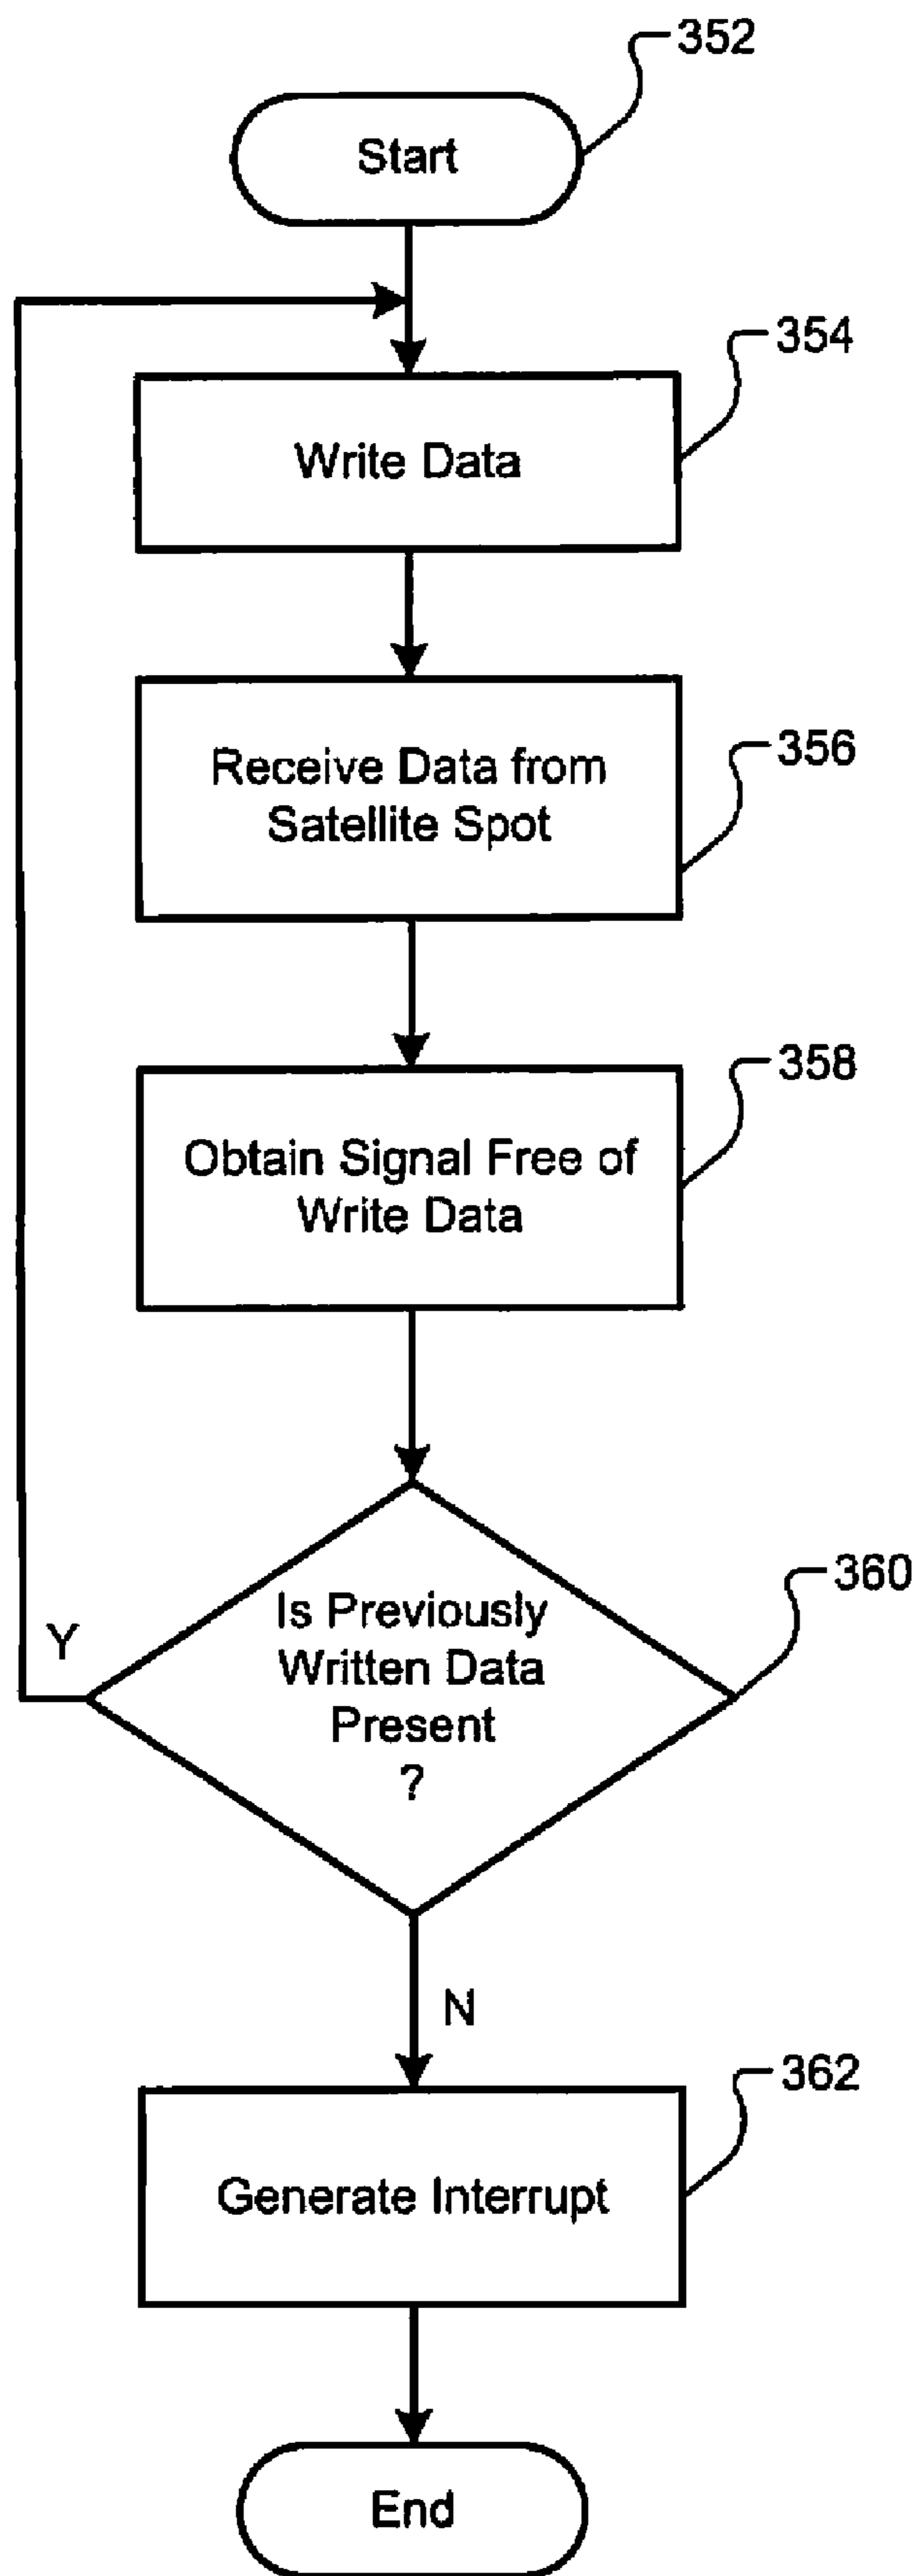 352
Start
354
Write Data
356
Receive Data from
Satellite Spot
358
Obtain Signal Free of
Write Data
360
Is Previously
Written Data
Present
?
Y
N
362
Generate Interrupt
End